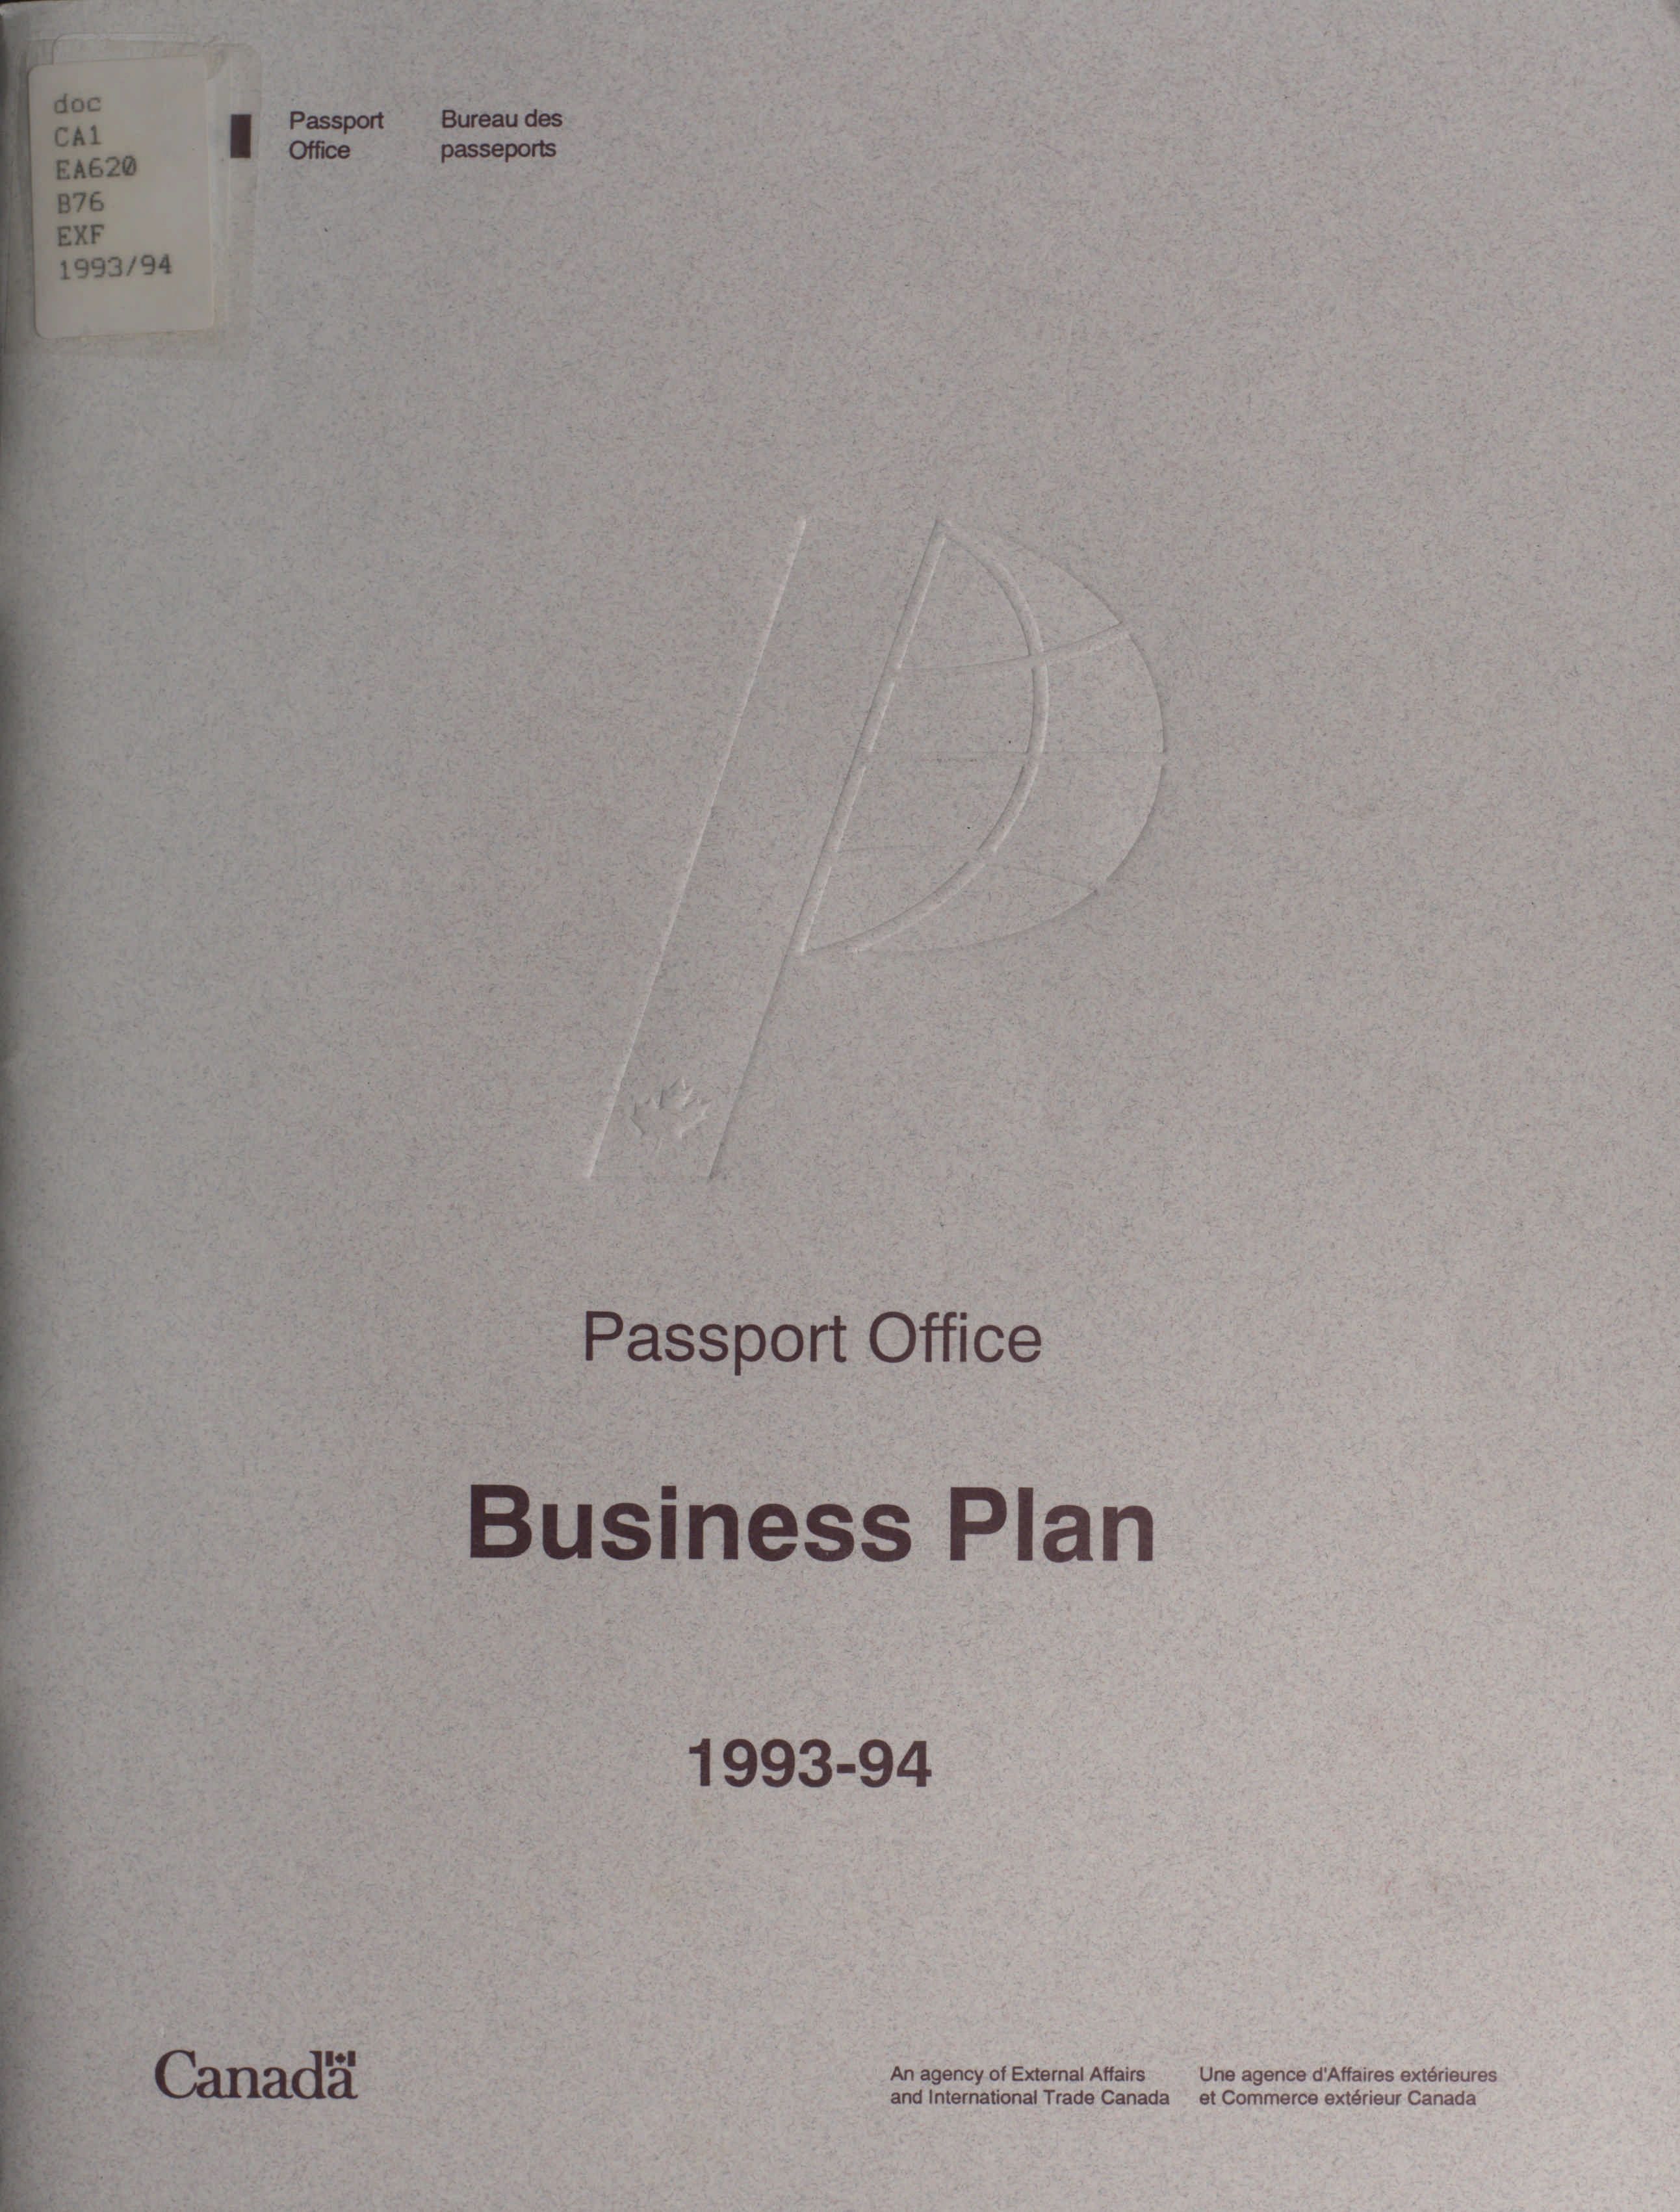 doc
CA1
EA620
B76
EXF
1993/94
Passport
Office
Bureau des
passeports
Passport Office
Business Plan
1993-94
Canada
An agency of External Affairs
and International Trade Canada
Une agence d'Affaires extérieures
et Commerce extérieur Canada